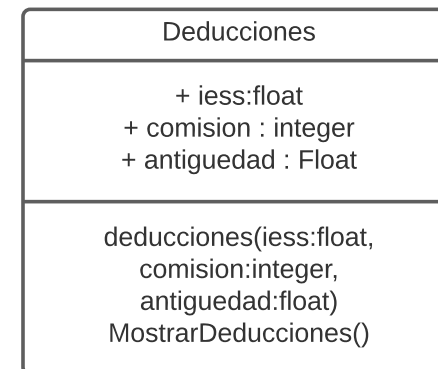 Deducciones
+ iess:float
+ comision : integer
+ antiguedad : Float
deducciones(iess:float,
comision:integer,
antiguedad:float)
MostrarDeducciones()